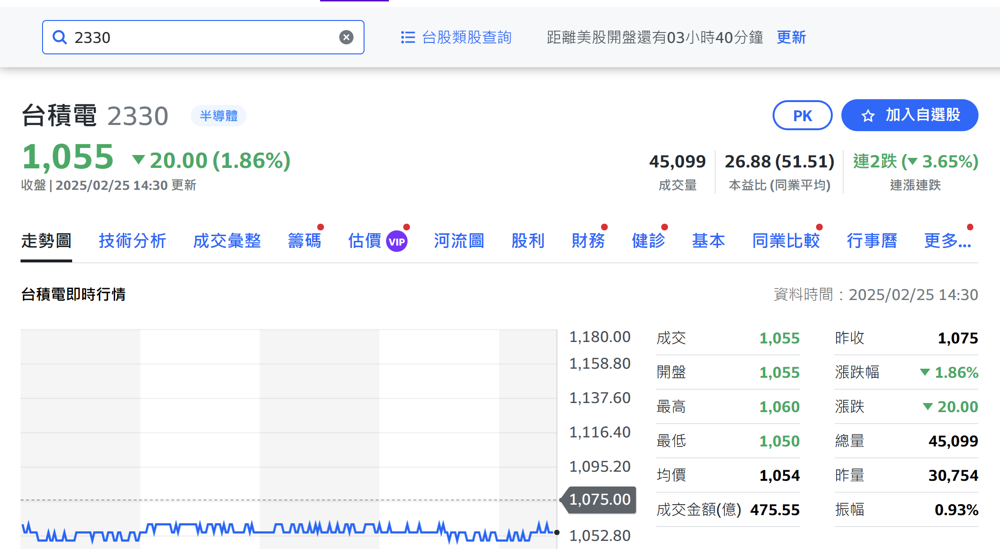 2330
台股類股查詢
距離美股開盤還有03小時40分鐘 更新
台積電 2330 半導體
PK
加入自選股
1,055 ▼20.00 (1.86%)
收盤 | 2025/02/25 14:30 更新
45,099
成交量
26.88 (51.51)
本益比 (同業平均)
連2跌 (▼ 3.65%)
連漲連跌
走勢圖 技術分析 成交彙整 籌碼 估價 VIP 河流圖 股利 財務 健診 基本 同業比較 行事曆 更多...
台積電即時行情
資料時間：2025/02/25 14:30
1,180.00
1,158.80
1,137.60
1,116.40
1,095.20
1,075.00
1,052.80
成交 1,055
開盤 1,055
最高 1,060
最低 1,050
均價 1,054
成交金額(億) 475.55
昨收 1,075
漲跌幅 ▼ 1.86%
漲跌 ▼ 20.00
總量 45,099
昨量 30,754
振幅 0.93%